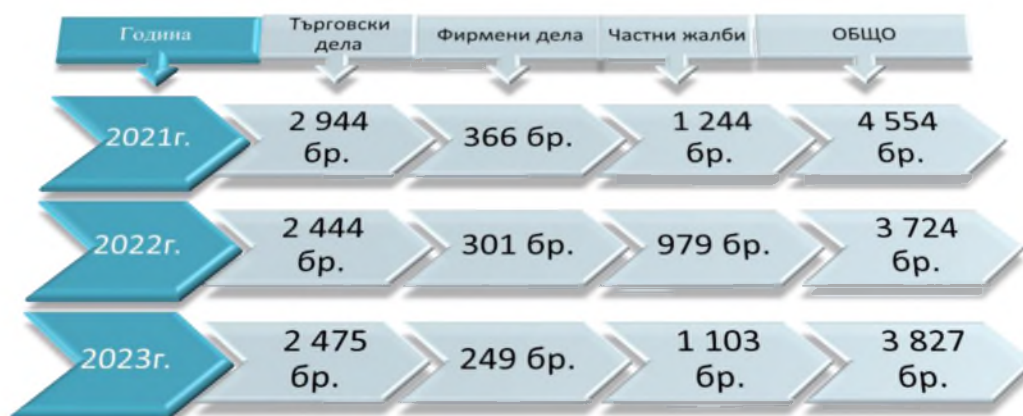 Година
Търговски
дела
Фирмени дела
Частни жалби
ОБЩО
2021г.
2 944
бр.
366 бр.
1 244
бр.
4 554
бр.
2022г.
2 444
бр.
301 бр.
979 бр.
3 724
бр.
2023г.
2 475
бр.
249 бр.
1 103
бр.
3 827
бр.